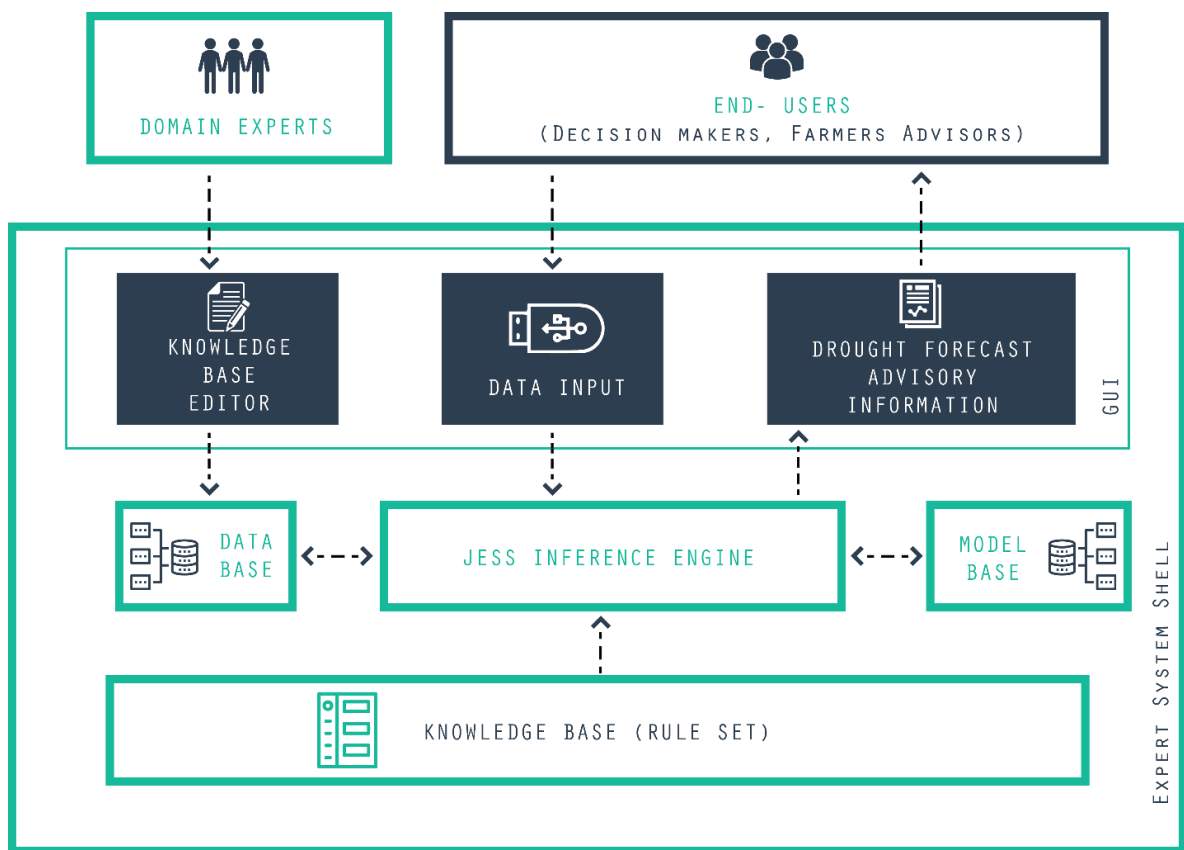 DOMAIN EXPERTS
END- USERS
(DECISION MAKERS, FARMERS ADVISORS)
KNOWLEDGE
BASE
EDITOR
DATA INPUT
DROUGHT FORECAST
ADVISORY
INFORMATION
GUI
DATA
BASE
JESS INFERENCE ENGINE
MODEL
BASE
KNOWLEDGE BASE (RULE SET)
EXPERT SYSTEM SHELL